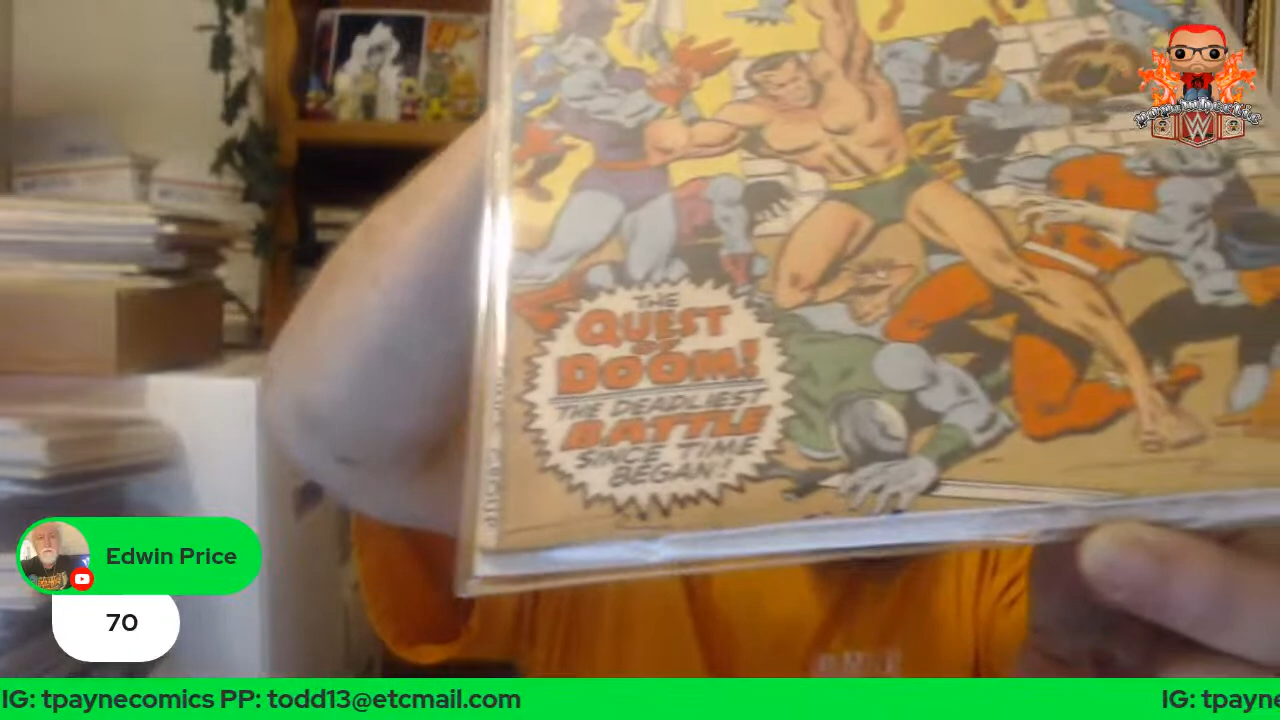 THE
QUEST
OF
DOOM!
THE DEADLIEST
BATTLE
SINCE TIME
BEGAN!
Edwin Price
70
IG: tpaynecomics PP: todd13@etcmail.com
IG: tpayne
W